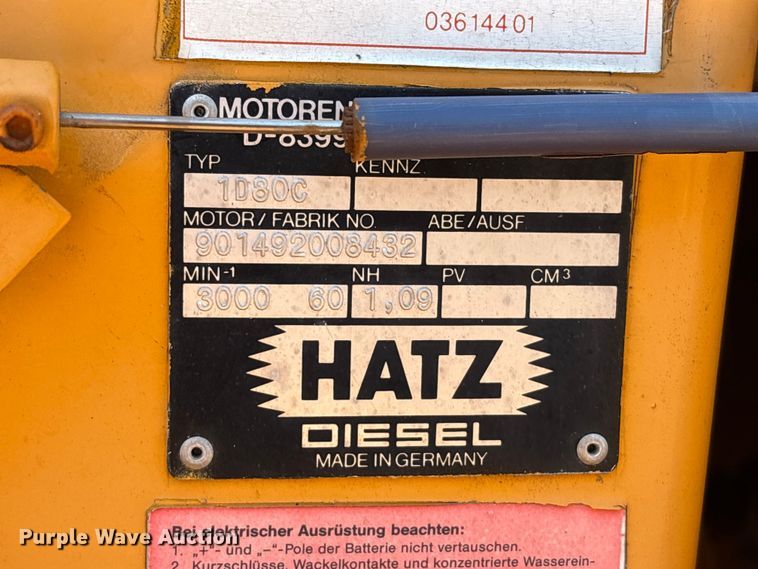 03614401
MOTOREN
D-8399
TYP KENNZ.
1D80C
MOTOR/FABRIK NO. ABE/AUSF.
901492008432
MIN-1 NH PV CM3
3000 60 1,09
HATZ
DIESEL
MADE IN GERMANY
Bei elektrischer Ausrüstung beachten:
1. „+"- und „–"-Pole der Batterie nicht vertauschen.
2. Kurzschlüsse, Wackelkontakte und konzentrierte Wasserein-
Purple Wave Auction